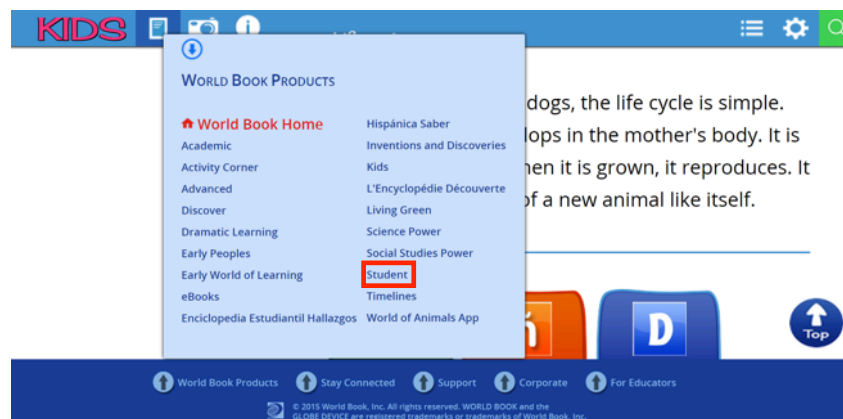 KIDS
WORLD BOOK PRODUCTS
World Book Home
Academic
Activity Corner
Advanced
Discover
Dramatic Learning
Early Peoples
Early World of Learning
eBooks
Enciclopedia Estudiantil Hallazgos
Hispánica Saber
Inventions and Discoveries
Kids
L'Encyclopédie Découverte
Living Green
Science Power
Social Studies Power
Student
Timelines
World of Animals App
dogs, the life cycle is simple.
lops in the mother's body. It is
hen it is grown, it reproduces. It
of a new animal like itself.
ñ
D
Top
World Book Products Stay Connected Support Corporate For Educators
© 2015 World Book, Inc. All rights reserved. WORLD BOOK and the
GLOBE DEVICE are registered trademarks or trademarks of World Book, Inc.